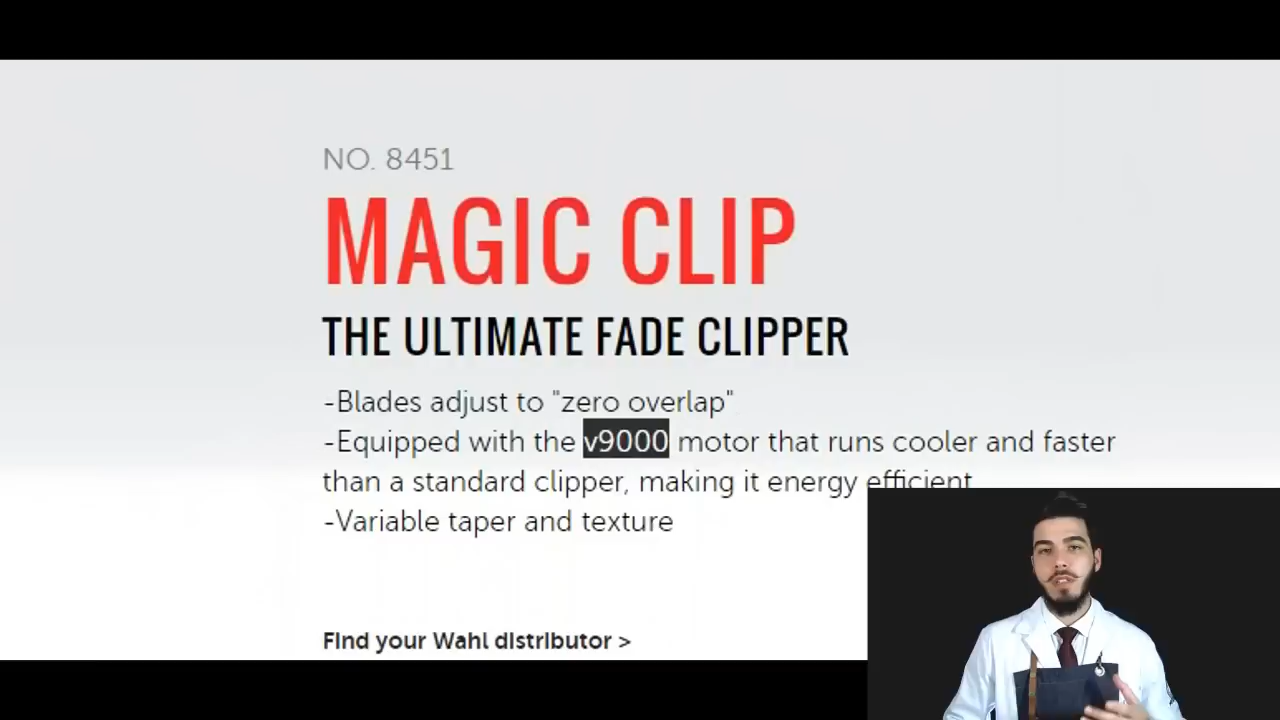 NO. 8451
MAGIC CLIP
THE ULTIMATE FADE CLIPPER
-Blades adjust to "zero overlap"
-Equipped with the v9000 motor that runs cooler and faster
than a standard clipper, making it energy efficient
-Variable taper and texture
Find your Wahl distributor >